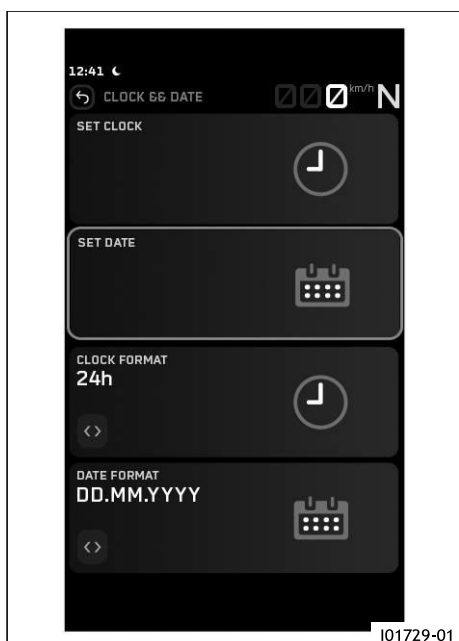 12:41
CLOCK && DATE
000 km/h N
SET CLOCK
SET DATE
CLOCK FORMAT
24h
<>
DATE FORMAT
DD.MM.YYYY
<>
I01729-01